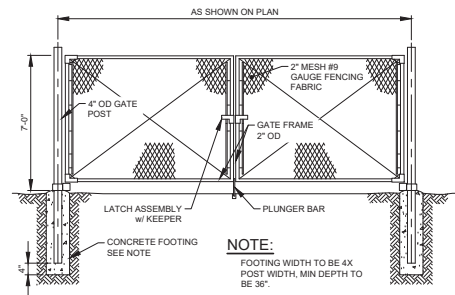 AS SHOWN ON PLAN
2" MESH #9
GAUGE FENCING
FABRIC
4" OD GATE
POST
7'-0"
GATE FRAME
2" OD
LATCH ASSEMBLY
w/ KEEPER
PLUNGER BAR
CONCRETE FOOTING
SEE NOTE
4"
NOTE:
FOOTING WIDTH TO BE 4X
POST WIDTH, MIN DEPTH TO
BE 36".